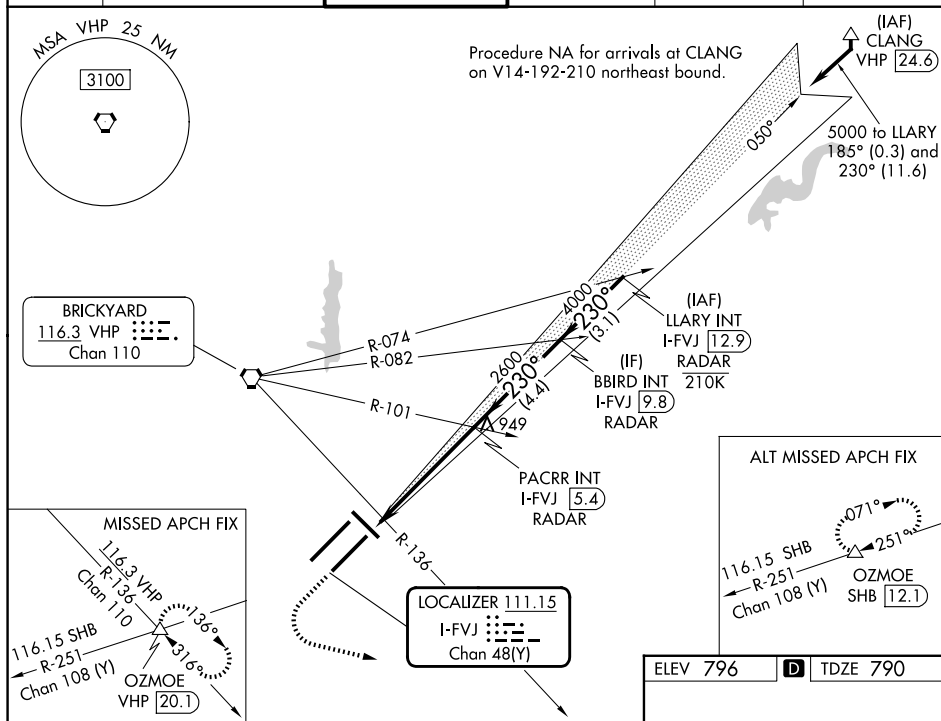 MSA VHP 25 NM
3100
Procedure NA for arrivals at CLANG
on V14-192-210 northeast bound.
(IAF)
CLANG
VHP 24.6
5000 to LLARY
185° (0.3) and
230° (11.6)
050°
BRICKYARD
116.3 VHP
Chan 110
R-074
R-082
R-101
R-136
4000
230°
(3.1)
2600
230°
(4.4)
949
(IAF)
LLARY INT
I-FVJ 12.9
RADAR
210K
(IF)
BBIRD INT
I-FVJ 9.8
RADAR
PACRR INT
I-FVJ 5.4
RADAR
LOCALIZER 111.15
I-FVJ
Chan 48(Y)
MISSED APCH FIX
116.3 VHP
R-136
Chan 110
116.15 SHB
R-251
Chan 108 (Y)
136°
316°
OZMOE
VHP 20.1
ALT MISSED APCH FIX
071°
251°
116.15 SHB
R-251
Chan 108 (Y)
OZMOE
SHB 12.1
ELEV 796 D TDZE 790